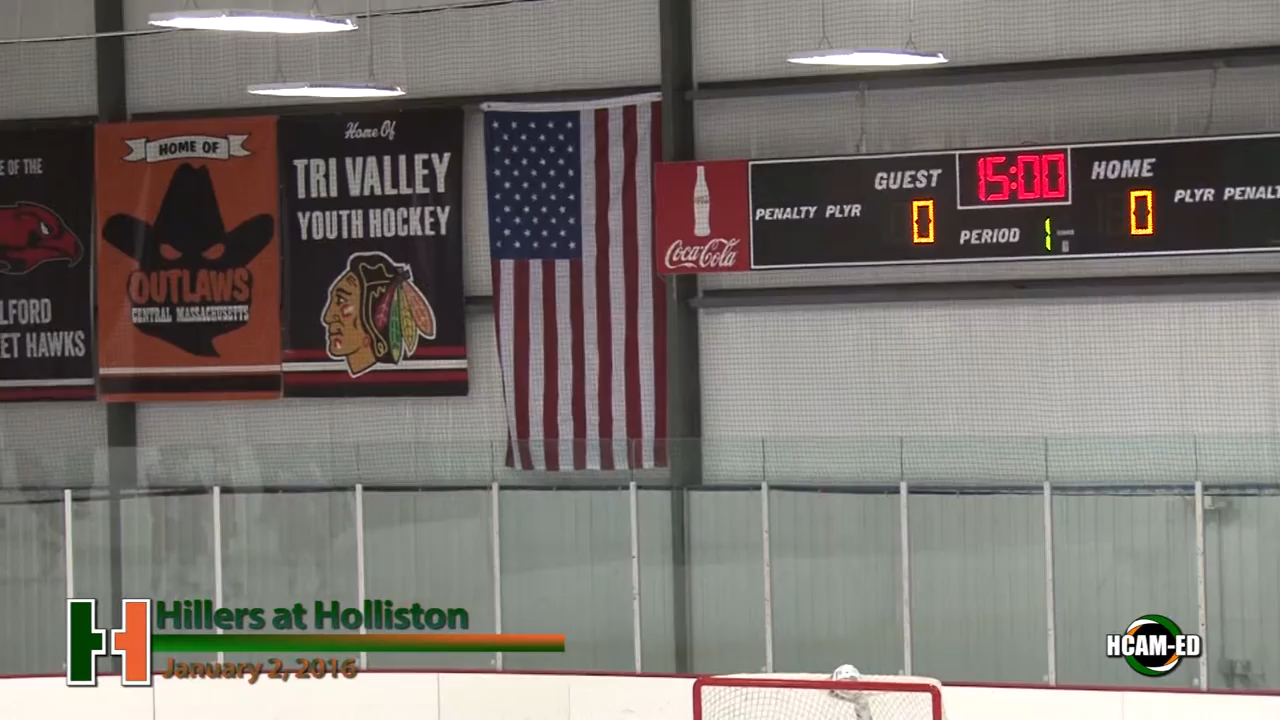 E OF THE
LFORD
ET HAWKS
HOME OF
OUTLAWS
CENTRAL MASSACHUSETTS
Home Of
TRI VALLEY
YOUTH HOCKEY
Coca-Cola
GUEST
15:00
HOME
PENALTY PLYR
0
0
PLYR PENALT
PERIOD
1
H
Hillers at Holliston
January 2, 2016
HCAM-ED